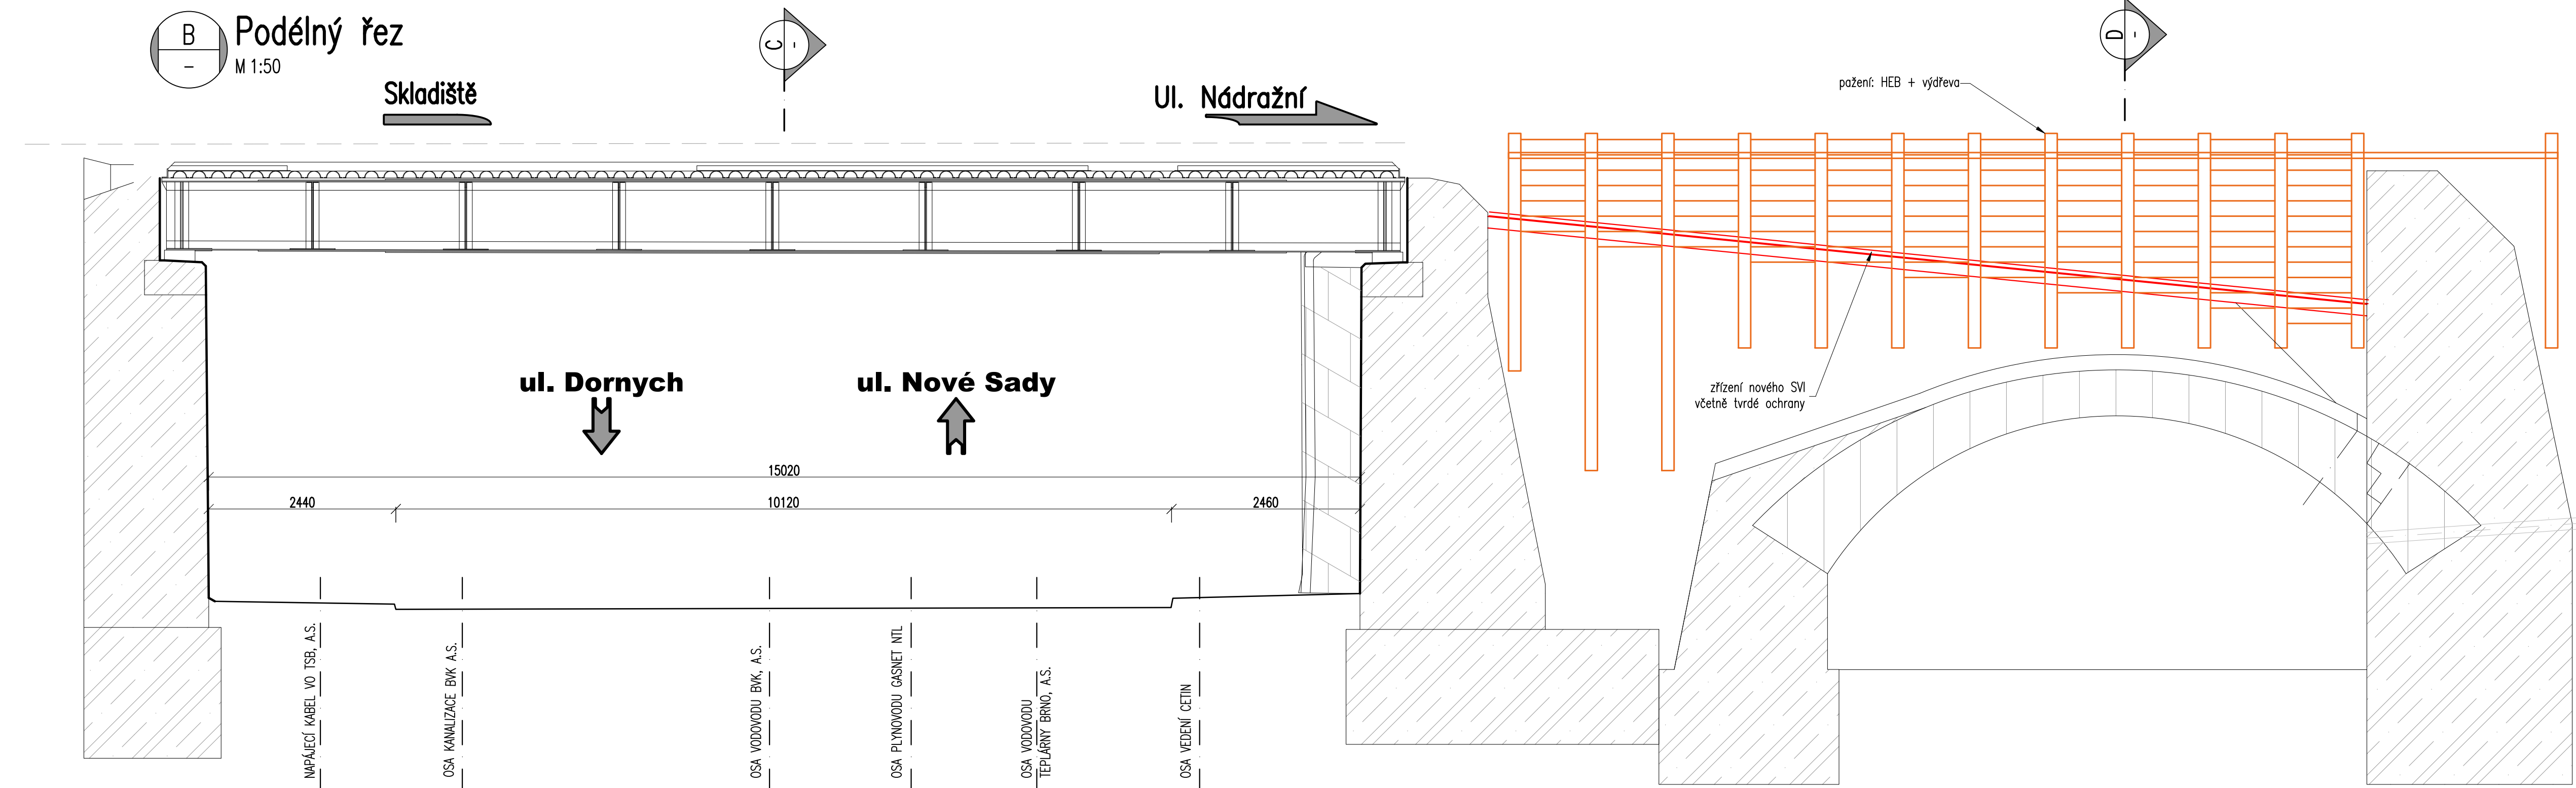 B
-
Podélný řez
M 1:50
C
-
D
-
Skladiště
Ul. Nádražní
pažení: HEB + výdřeva
ul. Dornych
ul. Nové Sady
zřízení nového SVI
včetně tvrdé ochrany
15020
2440
10120
2460
NAPÁJECÍ KABEL VO TSB, A.S.
OSA KANALIZACE BVK A.S.
OSA VODOVODU BVK, A.S.
OSA PLYNOVODU GASNET NTL
OSA VODOVODU
TEPLÁRNY BRNO, A.S.
OSA VEDENÍ CETIN